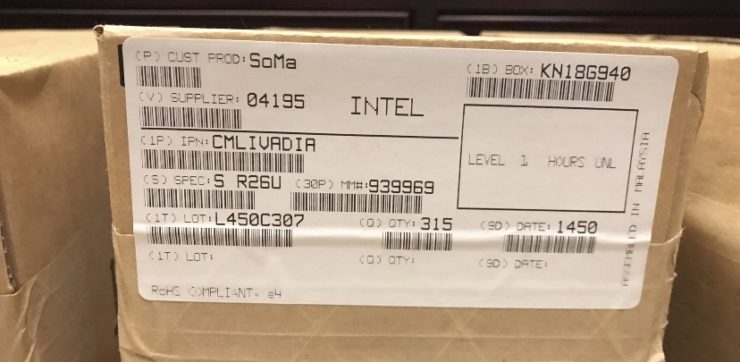 (P) CUST PROD: SoMa
(1B) BOX: KN18G940
(V) SUPPLIER: 04195 INTEL
(1P) IPN: CMLIVADIA
LEVEL 1 HOURS UNL
(S) SPEC: S R26U (30P) MM#: 939969
(1T) LOT: L450C307 (Q) QTY: 315 (9D) DATE: 1450
(1T) LOT: (Q) QTY: (9D) DATE:
RoHS COMPLIANT- e4
ASSEMBLED IN MALAYSIA